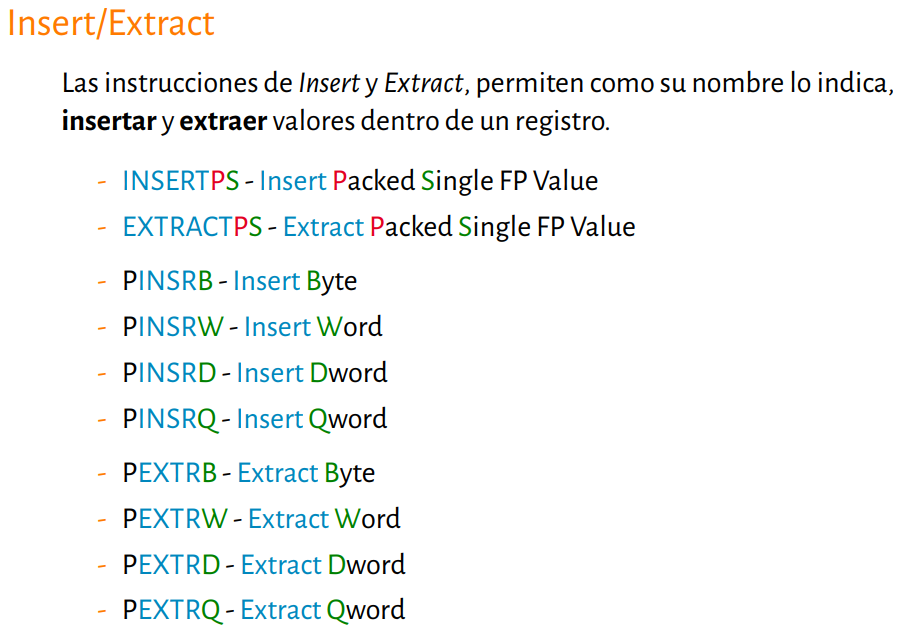 Insert/Extract
Las instrucciones de Insert y Extract, permiten como su nombre lo indica,
insertar y extraer valores dentro de un registro.
- INSERTPS - Insert Packed Single FP Value
- EXTRACTPS - Extract Packed Single FP Value
- PINSRB - Insert Byte
- PINSRW - Insert Word
- PINSRD - Insert Dword
- PINSRQ - Insert Qword
- PEXTRB - Extract Byte
- PEXTRW - Extract Word
- PEXTRD - Extract Dword
- PEXTRQ - Extract Qword